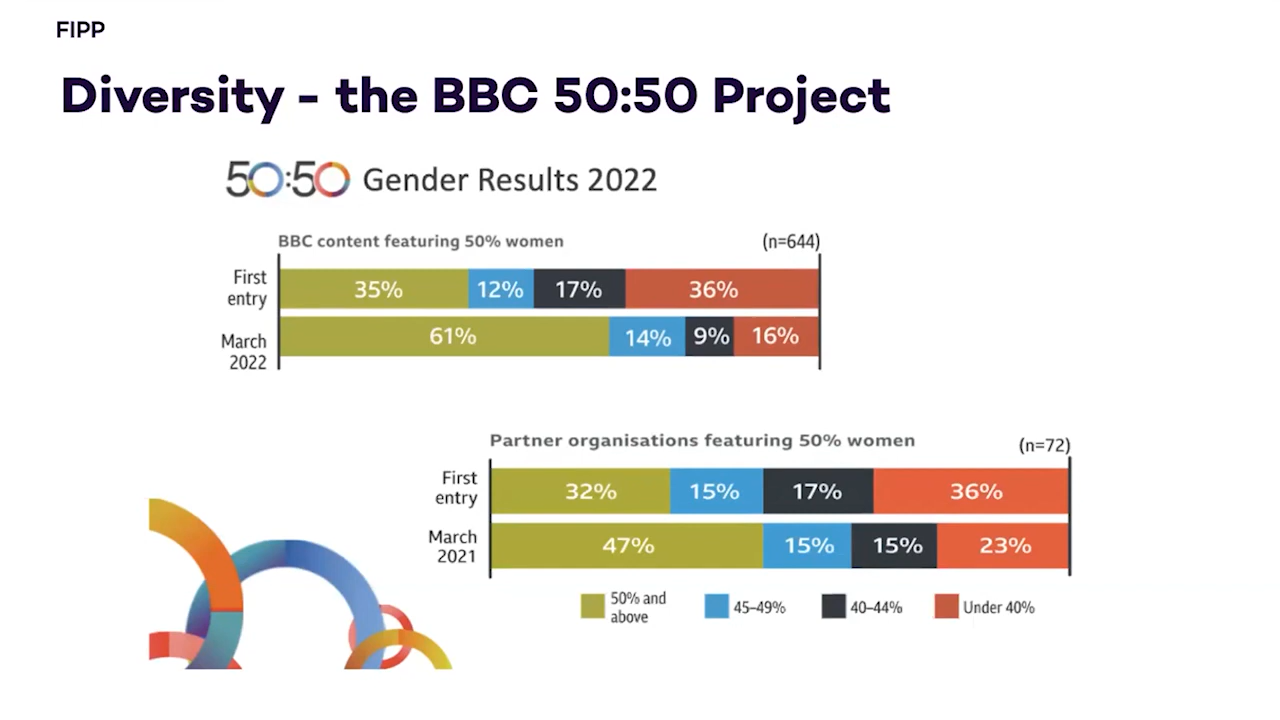 FIPP
Diversity - the BBC 50:50 Project
50:50 Gender Results 2022
BBC content featuring 50% women (n=644)
First
entry
35% 12% 17% 36%
March
2022
61% 14% 9% 16%
Partner organisations featuring 50% women (n=72)
First
entry
32% 15% 17% 36%
March
2021
47% 15% 15% 23%
50% and
above
45–49% 40–44% Under 40%